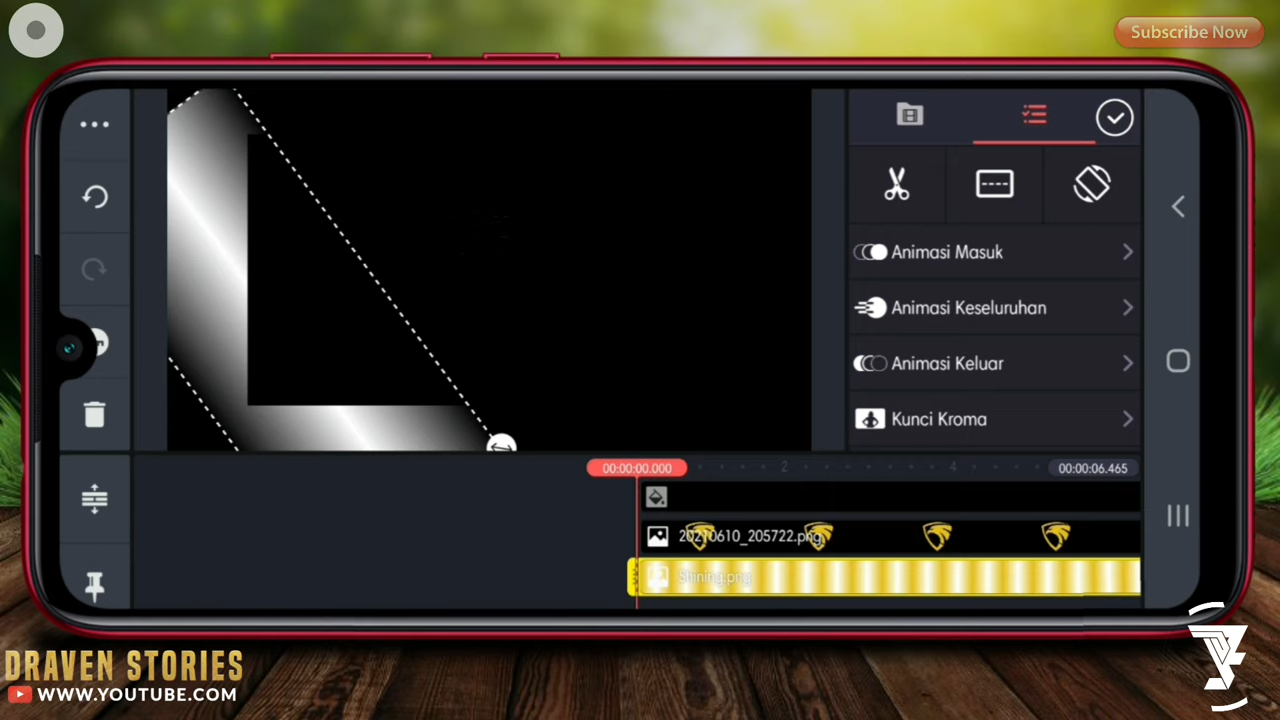 Subscribe Now
Animasi Masuk
Animasi Keseluruhan
Animasi Keluar
Kunci Kroma
00:00:00.000
2
4
00:00:06.465
20210610_205722.png
Shining.png
DRAVEN STORIES
WWW.YOUTUBE.COM